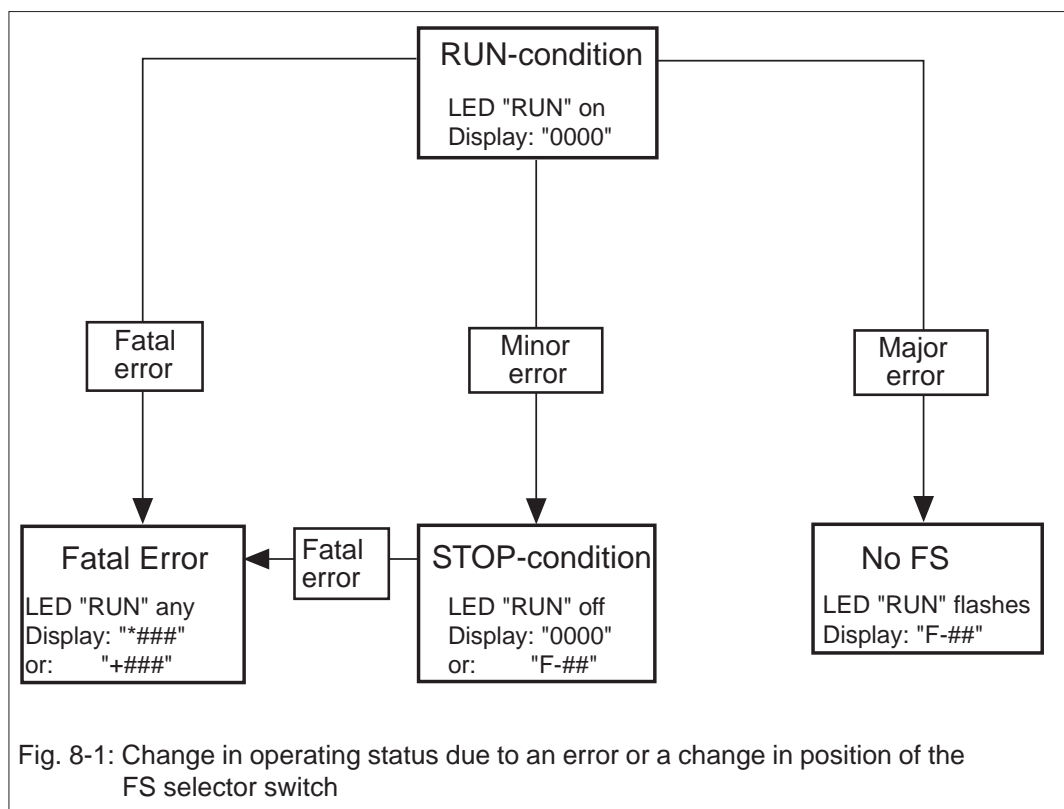 RUN-condition
LED "RUN" on
Display: "0000"
Fatal
error
Minor
error
Major
error
Fatal Error
LED "RUN" any
Display: "*###"
or: "+###"
Fatal
error
STOP-condition
LED "RUN" off
Display: "0000"
or: "F-##"
No FS
LED "RUN" flashes
Display: "F-##"
Fig. 8-1: Change in operating status due to an error or a change in position of the
FS selector switch